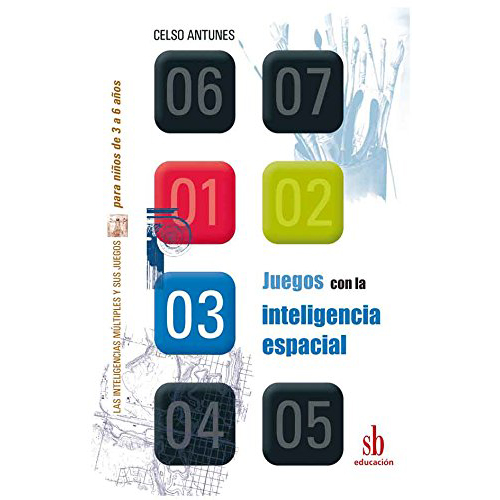 CELSO ANTUNES
06
07
01
02
03
04
05
Juegos con la
inteligencia
espacial
LAS INTELIGENCIAS MÚLTIPLES Y SUS JUEGOS
para niños de 3 a 6 años
sb
educación